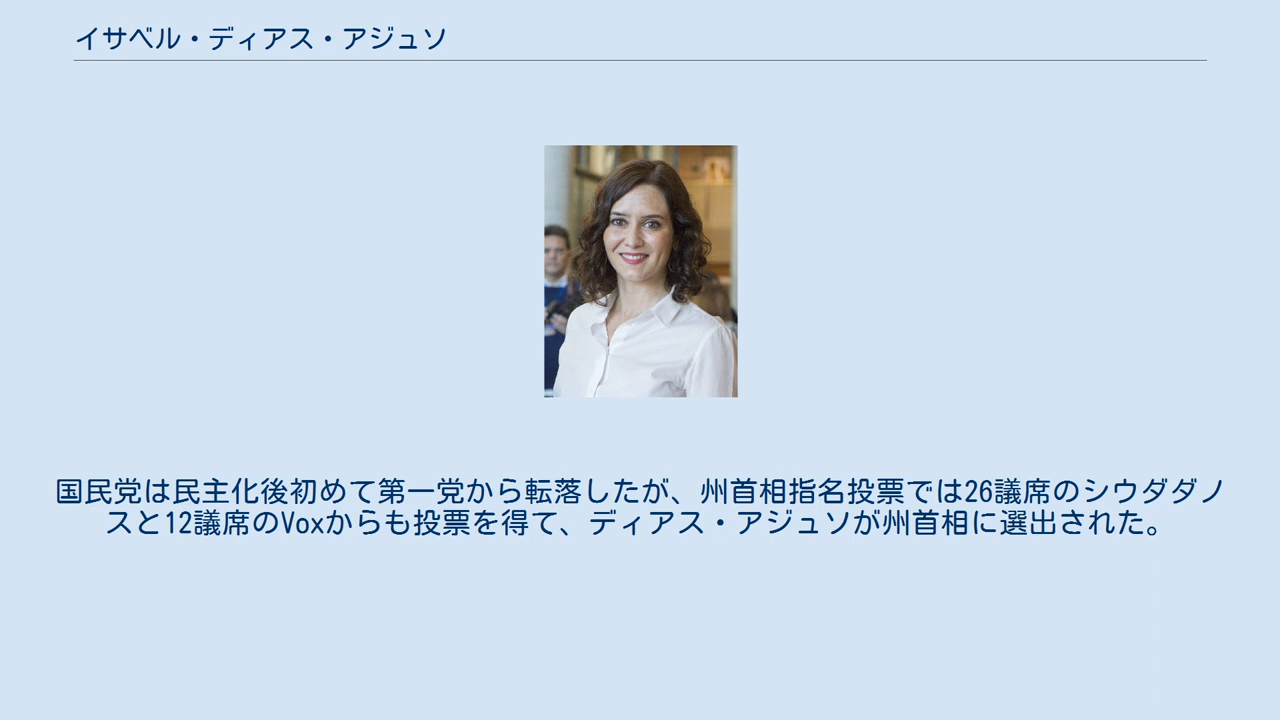 イサベル・ディアス・アジュソ
国民党は民主化後初めて第一党から転落したが、州首相指名投票では26議席のシウダダノ
スと12議席のVoxからも投票を得て、ディアス・アジュソが州首相に選出された。